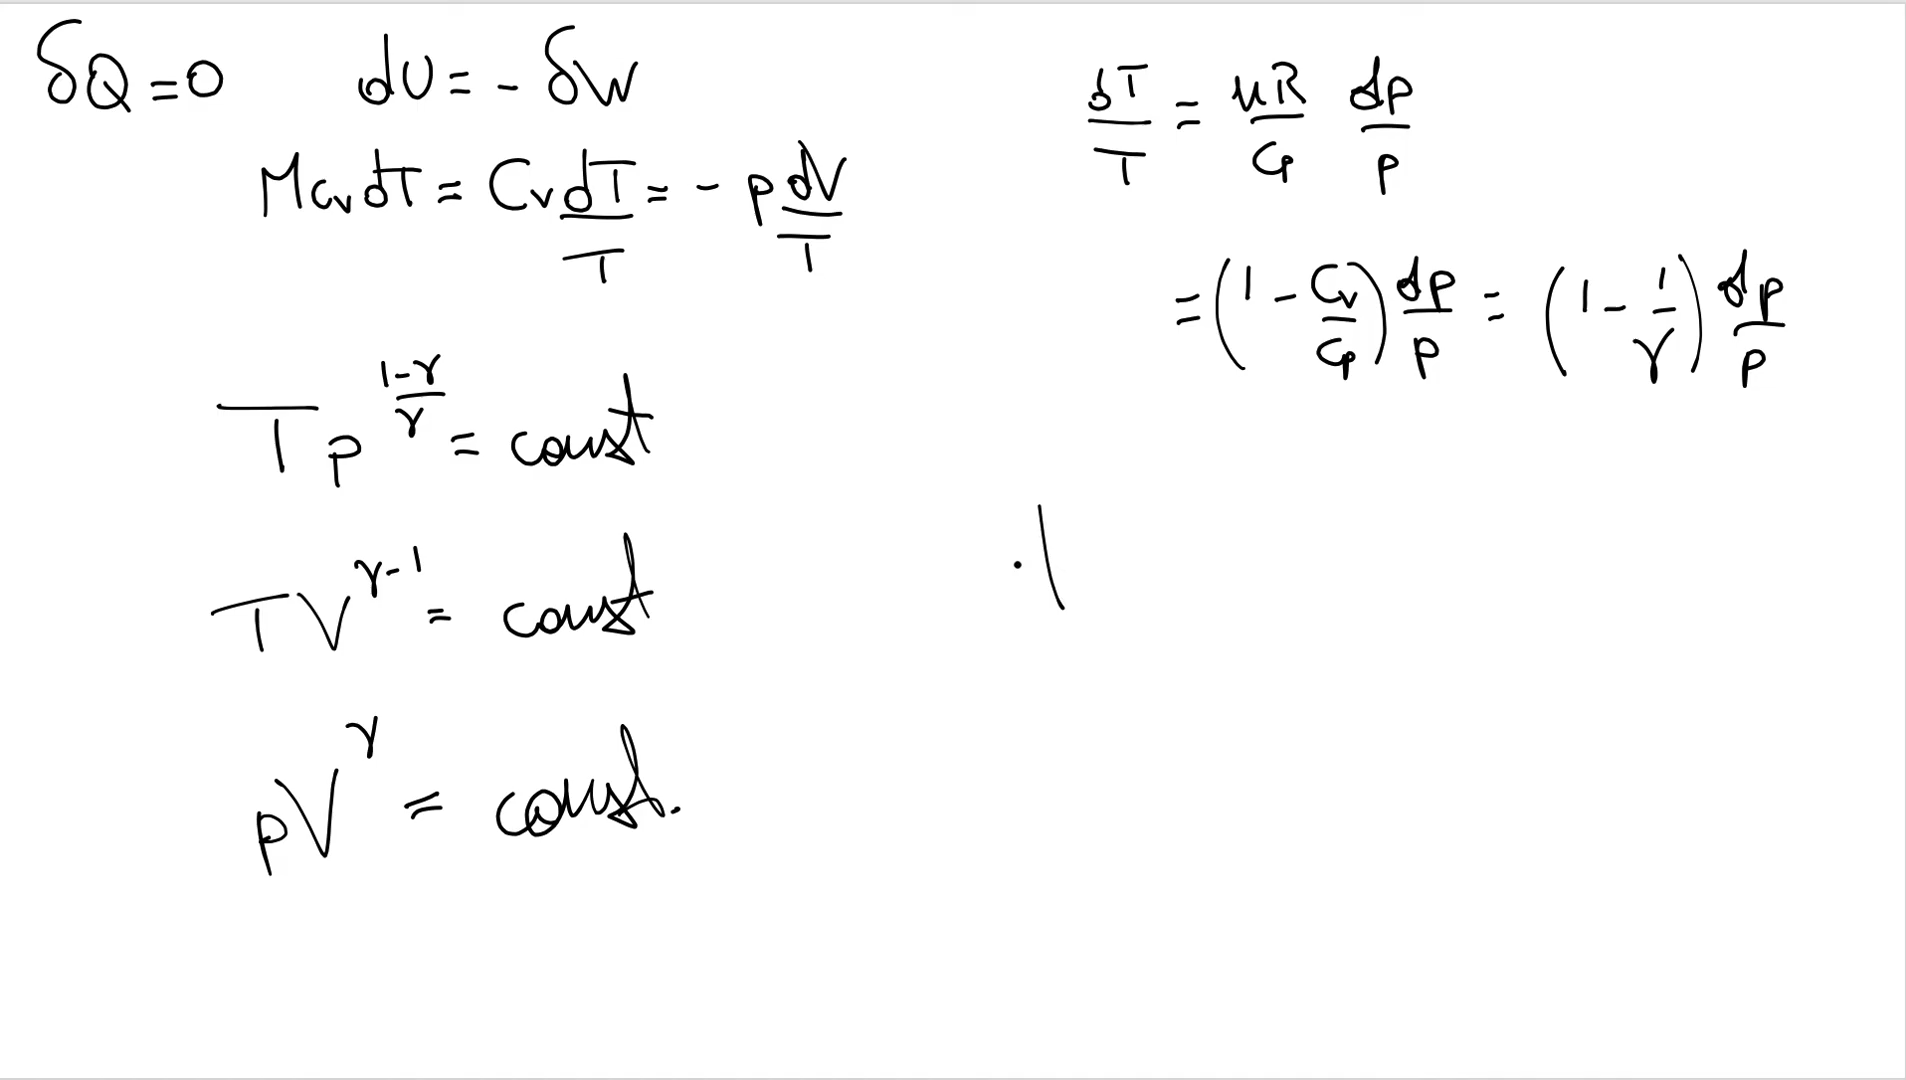 δQ = 0   dU = - δW
M c_v dT = C_v dT/T = - p dV/T
T p^((1-γ)/γ) = const
T V^(γ-1) = const
p V^γ = const.
dT/T = nR/C_p dp/p
= (1 - C_v/C_p) dp/p = (1 - 1/γ) dp/p